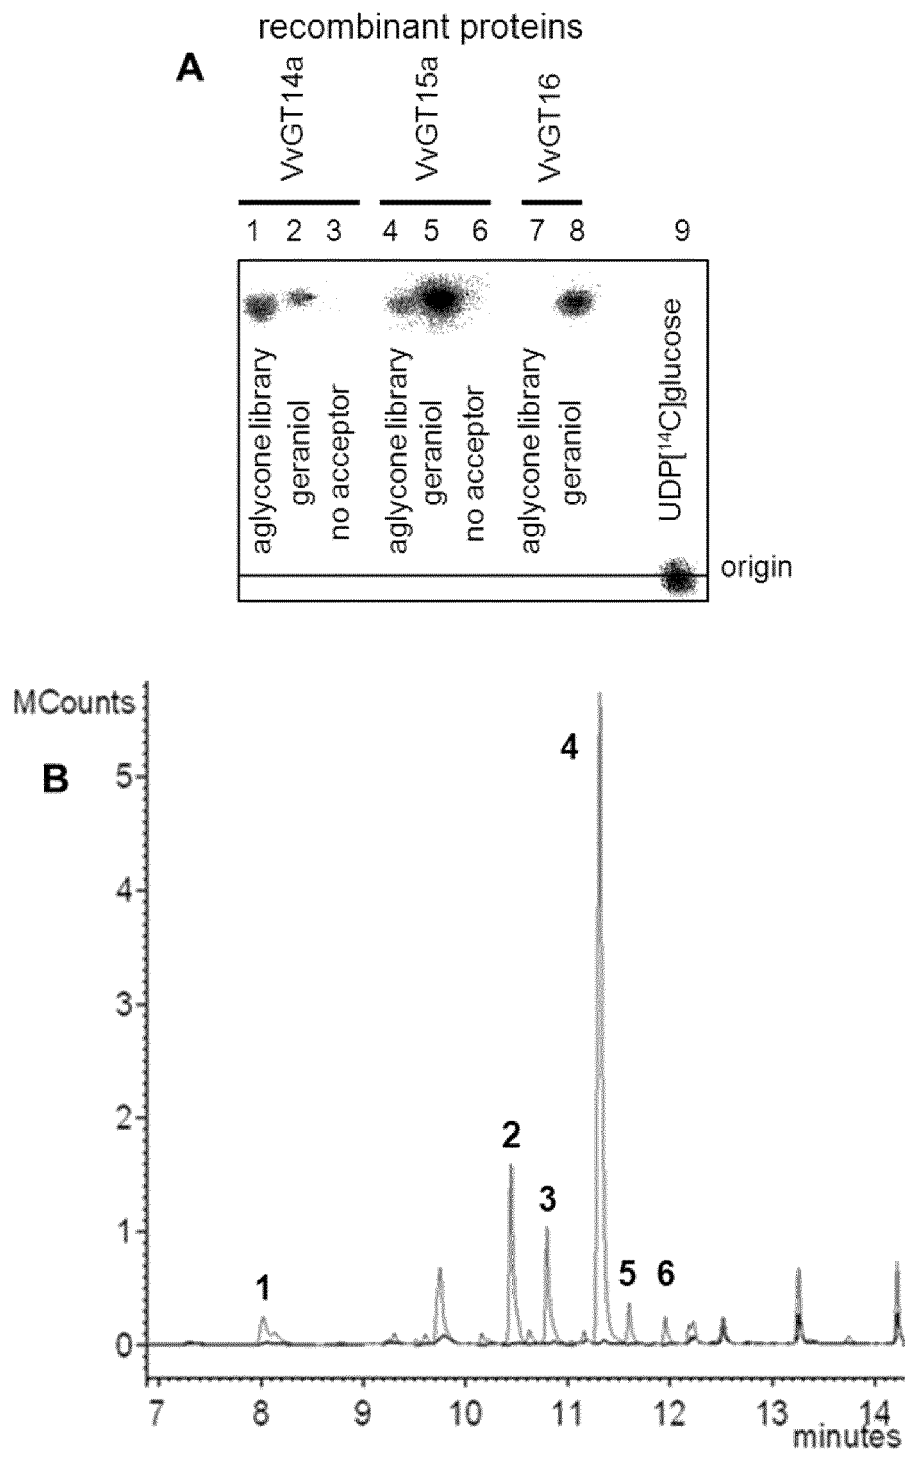 recombinant proteins
A
VvGT14a
VvGT15a
VvGT16
1 2 3 4 5 6 7 8 9
aglycone library
geraniol
no acceptor
aglycone library
geraniol
no acceptor
aglycone library
geraniol
UDP[¹⁴C]glucose
origin
MCounts
B
5
4
3
2
1
0
4
2
3
1
5
6
7 8 9 10 11 12 13 14
minutes